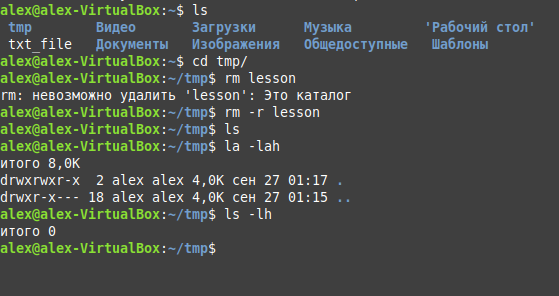 alex@alex-VirtualBox:~$ ls
tmp Видео Загрузки Музыка 'Рабочий стол'
txt_file Документы Изображения Общедоступные Шаблоны
alex@alex-VirtualBox:~$ cd tmp/
alex@alex-VirtualBox:~/tmp$ rm lesson
rm: невозможно удалить 'lesson': Это каталог
alex@alex-VirtualBox:~/tmp$ rm -r lesson
alex@alex-VirtualBox:~/tmp$ ls
alex@alex-VirtualBox:~/tmp$ la -lah
итого 8,0K
drwxrwxr-x 2 alex alex 4,0K сен 27 01:17 .
drwxr-x--- 18 alex alex 4,0K сен 27 01:15 ..
alex@alex-VirtualBox:~/tmp$ ls -lh
итого 0
alex@alex-VirtualBox:~/tmp$